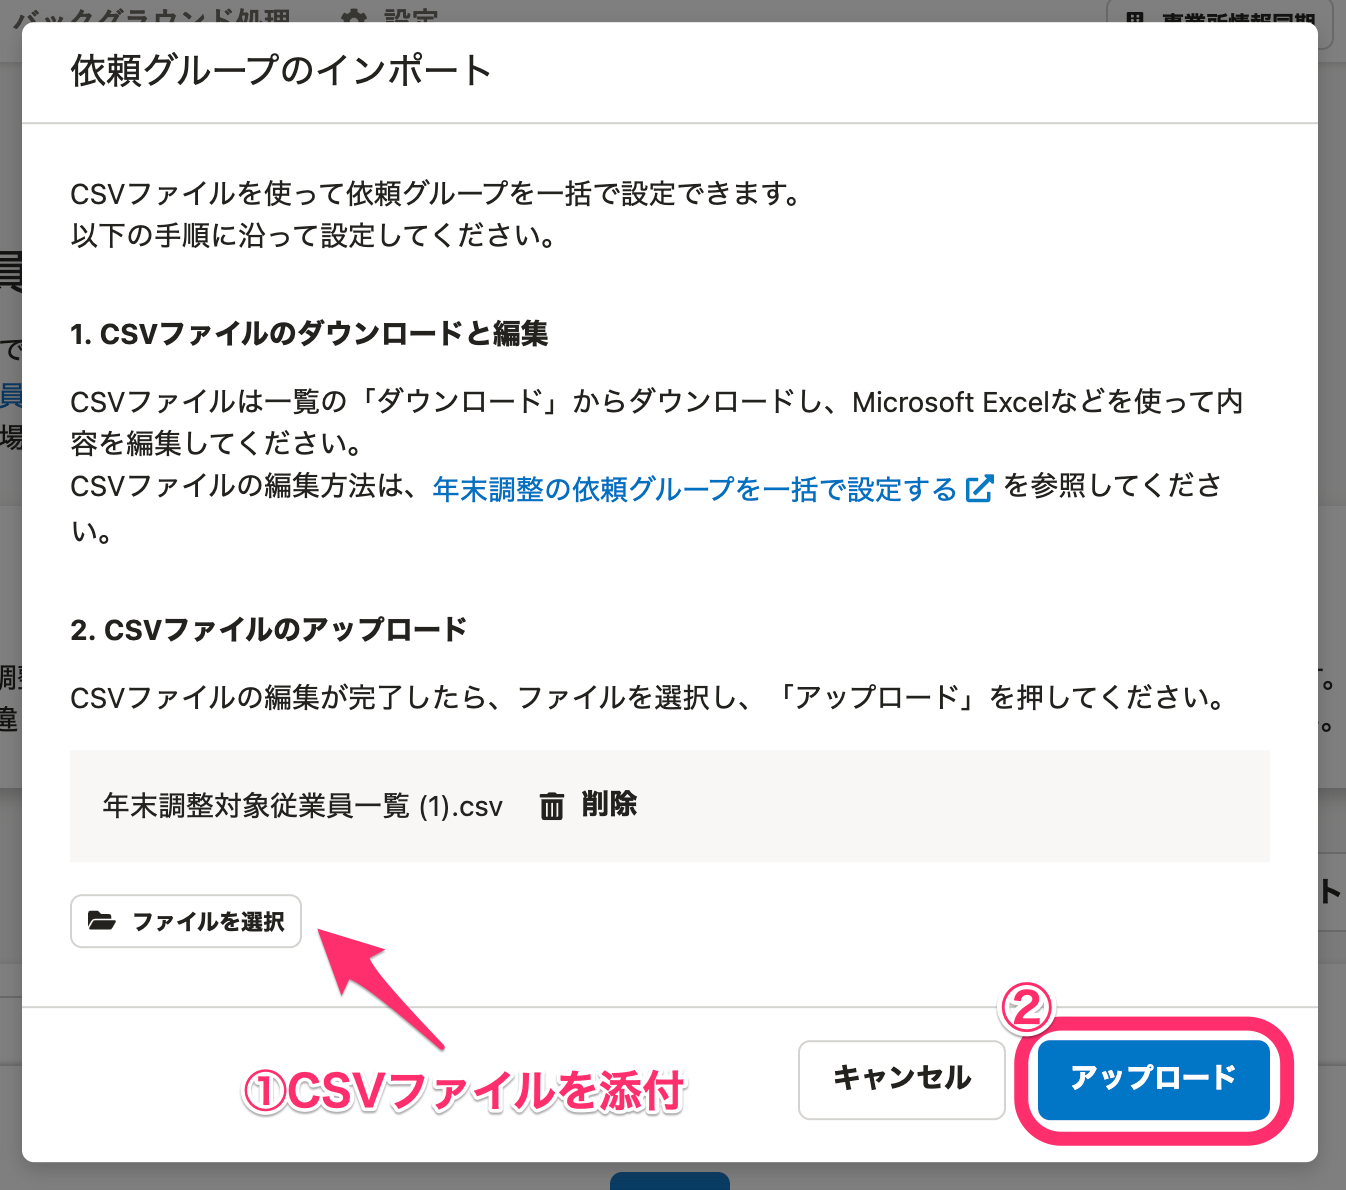 バックグラウンド処理 設定 事業所情報同期
依頼グループのインポート
CSVファイルを使って依頼グループを一括で設定できます。
以下の手順に沿って設定してください。
1. CSVファイルのダウンロードと編集
CSVファイルは一覧の「ダウンロード」からダウンロードし、Microsoft Excelなどを使って内
容を編集してください。
CSVファイルの編集方法は、年末調整の依頼グループを一括で設定する を参照してくださ
い。
2. CSVファイルのアップロード
CSVファイルの編集が完了したら、ファイルを選択し、「アップロード」を押してください。
年末調整対象従業員一覧 (1).csv 削除
ファイルを選択
①CSVファイルを添付
②
キャンセル アップロード